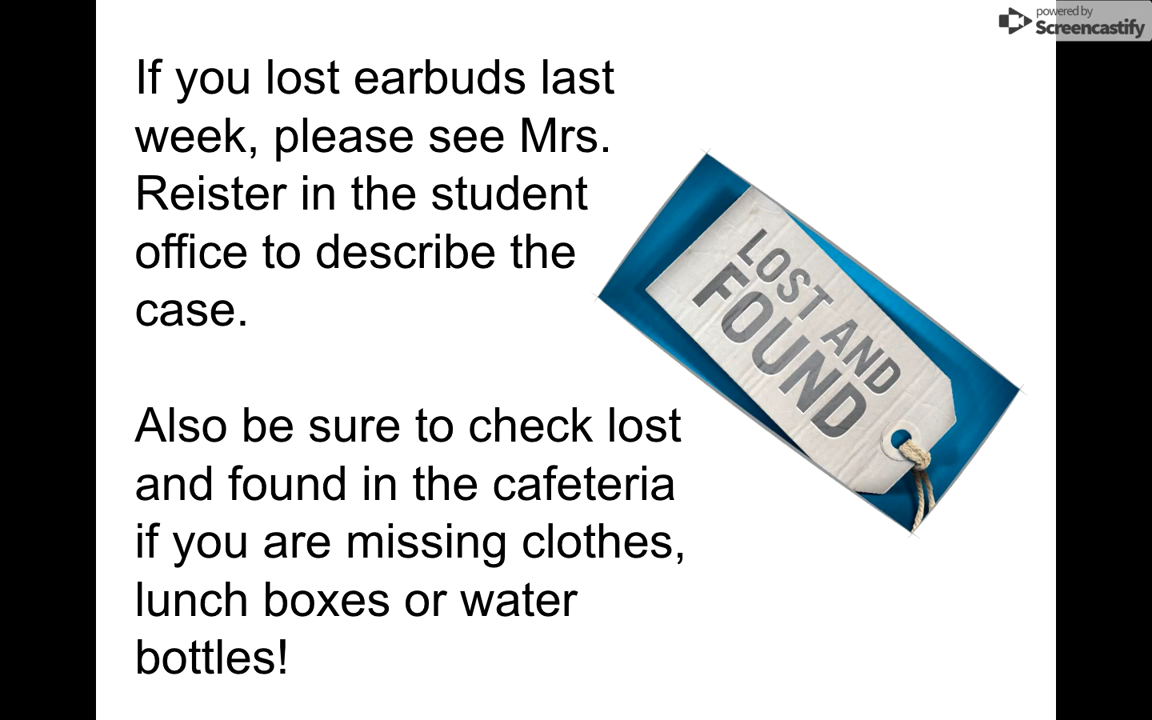 powered by
Screencastify
If you lost earbuds last
week, please see Mrs.
Reister in the student
office to describe the
case.
LOST AND
FOUND
Also be sure to check lost
and found in the cafeteria
if you are missing clothes,
lunch boxes or water
bottles!